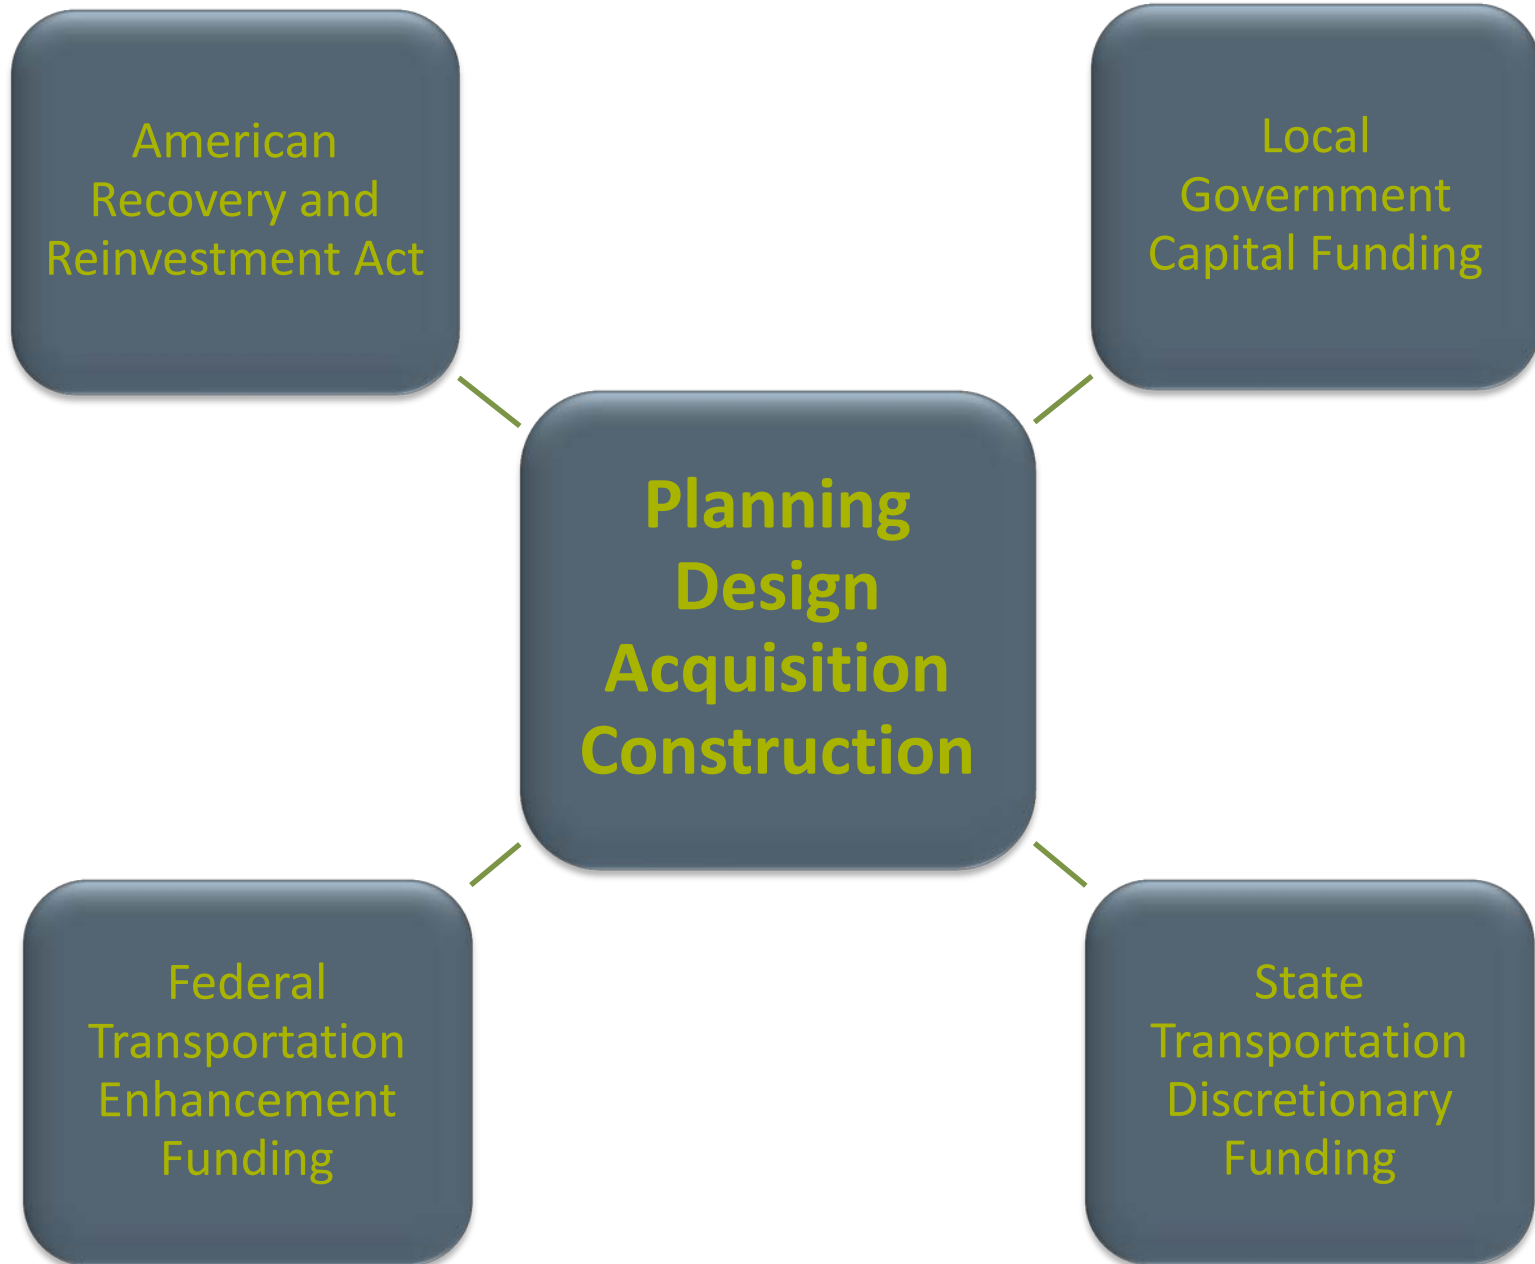 American
Recovery and
Reinvestment Act
Local
Government
Capital Funding
Planning
Design
Acquisition
Construction
Federal
Transportation
Enhancement
Funding
State
Transportation
Discretionary
Funding